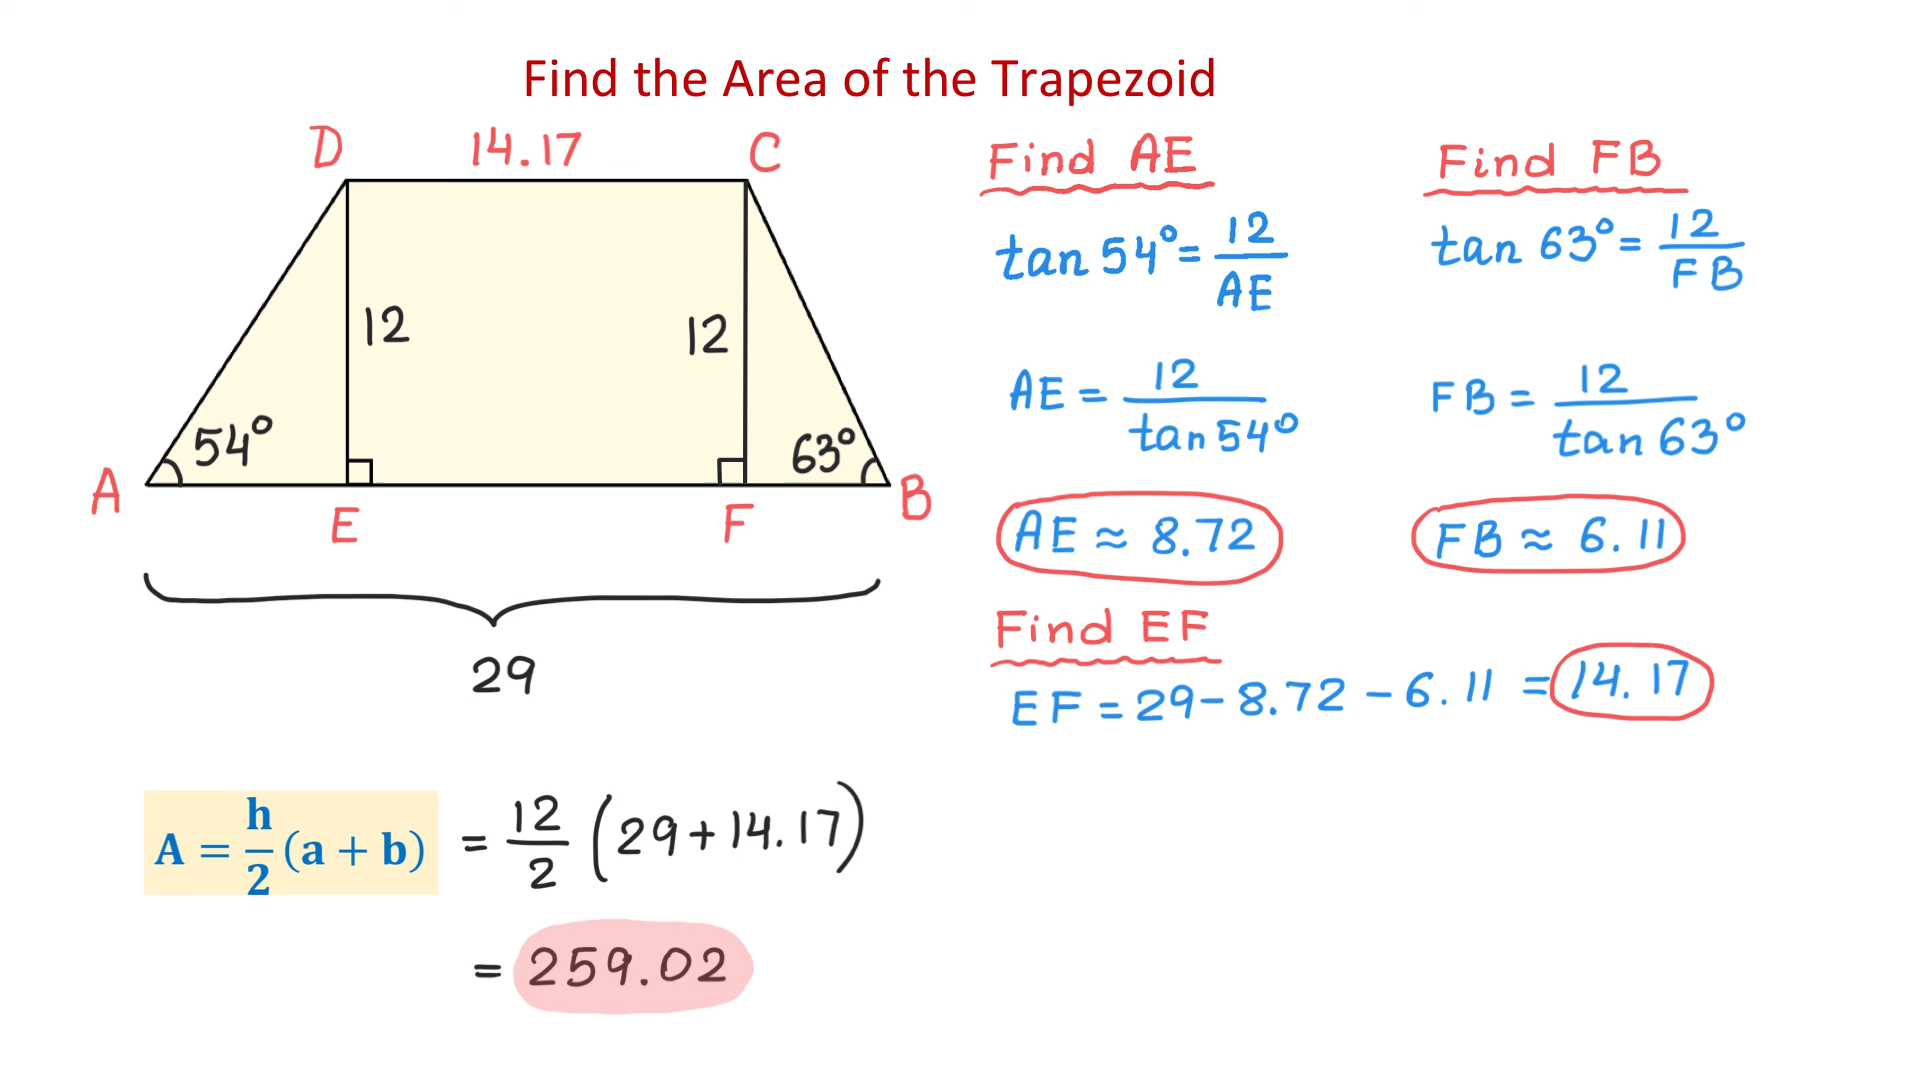 Find the Area of the Trapezoid
D 14.17 C
12 12
54° 63°
A E F B
29
Find AE
tan 54° = 12/AE
AE = 12/tan 54°
AE ≈ 8.72
Find FB
tan 63° = 12/FB
FB = 12/tan 63°
FB ≈ 6.11
Find EF
EF = 29 - 8.72 - 6.11 = 14.17
A = h/2 (a + b) = 12/2 (29 + 14.17)
= 259.02